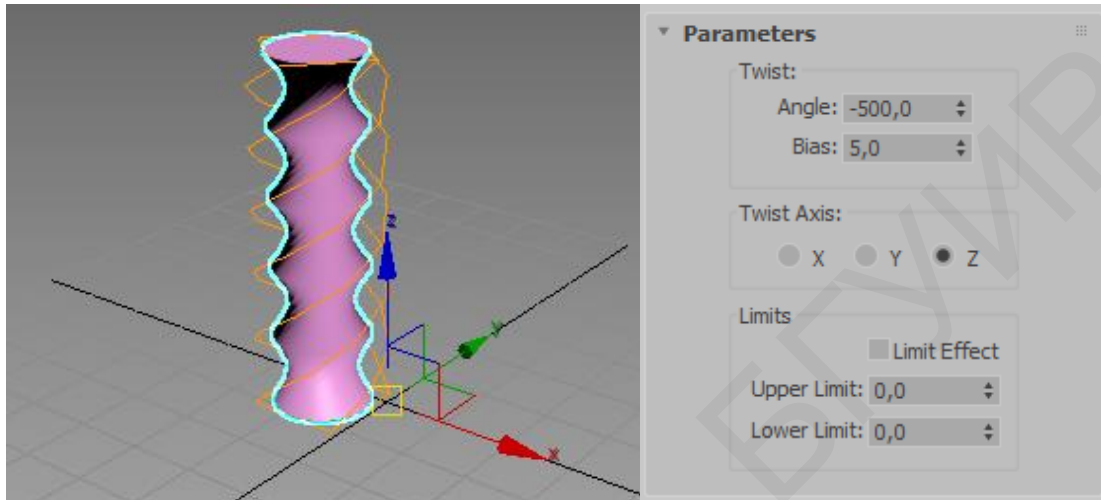 Parameters
Twist:
Angle: -500,0
Bias: 5,0
Twist Axis:
X Y Z
Limits
Limit Effect
Upper Limit: 0,0
Lower Limit: 0,0
z
y
x
БГУИР